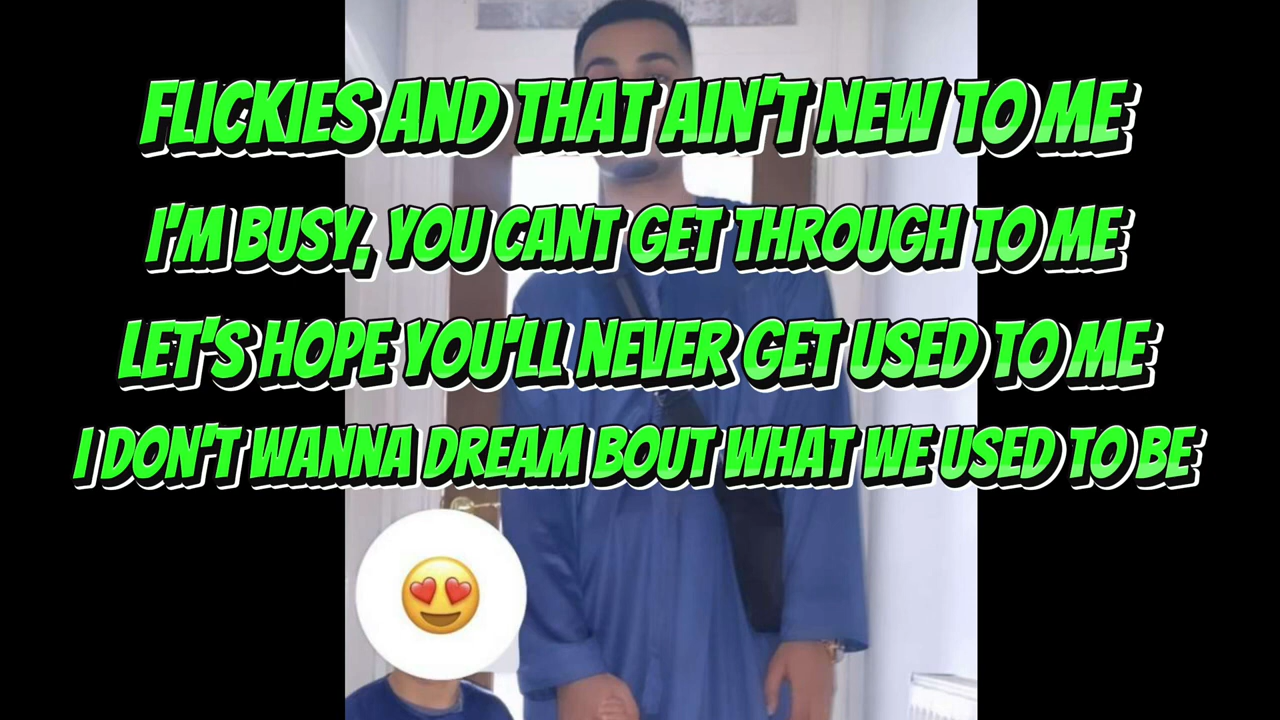 FLICKIES AND THAT AIN'T NEW TO ME
I'M BUSY, YOU CANT GET THROUGH TO ME
LET'S HOPE YOU'LL NEVER GET USED TO ME
I DON'T WANNA DREAM BOUT WHAT WE USED TO BE